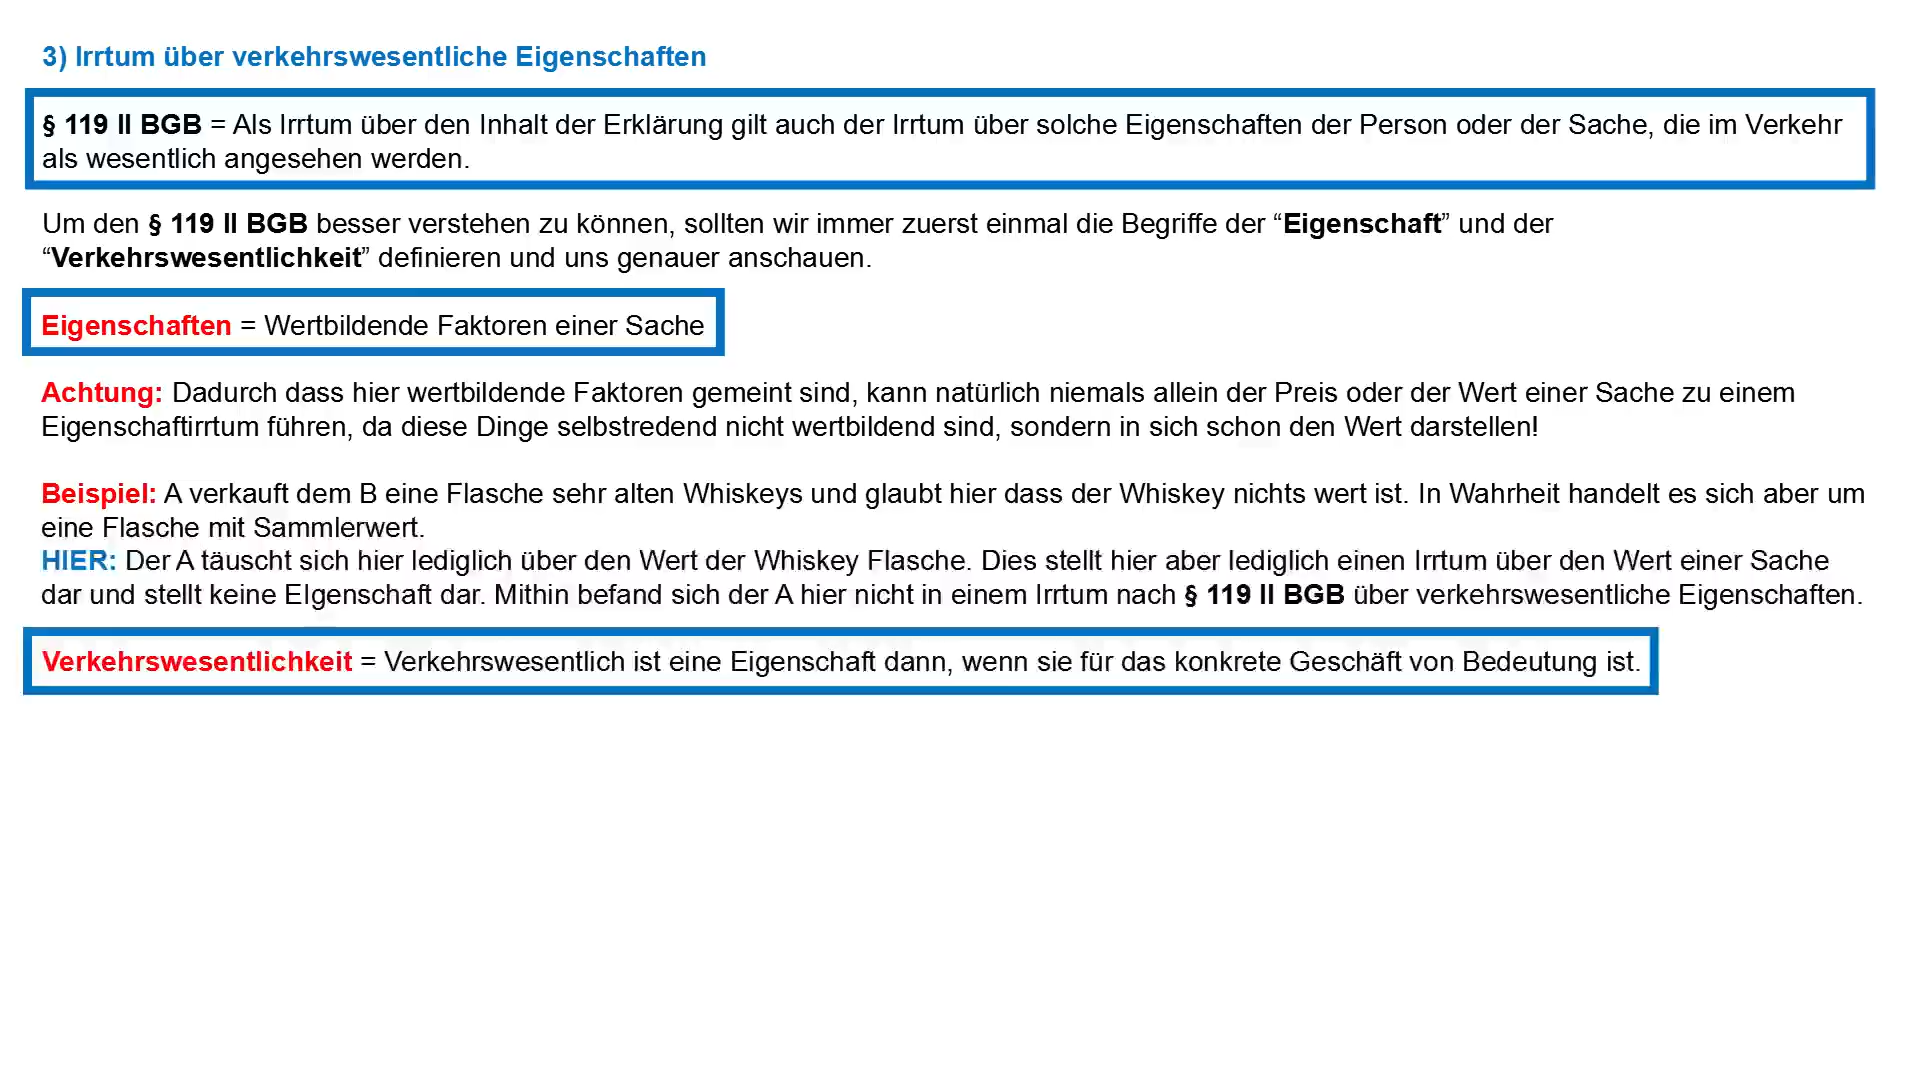 3) Irrtum über verkehrswesentliche Eigenschaften
§ 119 II BGB = Als Irrtum über den Inhalt der Erklärung gilt auch der Irrtum über solche Eigenschaften der Person oder der Sache, die im Verkehr
als wesentlich angesehen werden.
Um den § 119 II BGB besser verstehen zu können, sollten wir immer zuerst einmal die Begriffe der “Eigenschaft” und der
“Verkehrswesentlichkeit” definieren und uns genauer anschauen.
Eigenschaften = Wertbildende Faktoren einer Sache
Achtung: Dadurch dass hier wertbildende Faktoren gemeint sind, kann natürlich niemals allein der Preis oder der Wert einer Sache zu einem
Eigenschaftirrtum führen, da diese Dinge selbstredend nicht wertbildend sind, sondern in sich schon den Wert darstellen!
Beispiel: A verkauft dem B eine Flasche sehr alten Whiskeys und glaubt hier dass der Whiskey nichts wert ist. In Wahrheit handelt es sich aber um
eine Flasche mit Sammlerwert.
HIER: Der A täuscht sich hier lediglich über den Wert der Whiskey Flasche. Dies stellt hier aber lediglich einen Irrtum über den Wert einer Sache
dar und stellt keine EIgenschaft dar. Mithin befand sich der A hier nicht in einem Irrtum nach § 119 II BGB über verkehrswesentliche Eigenschaften.
Verkehrswesentlichkeit = Verkehrswesentlich ist eine Eigenschaft dann, wenn sie für das konkrete Geschäft von Bedeutung ist.